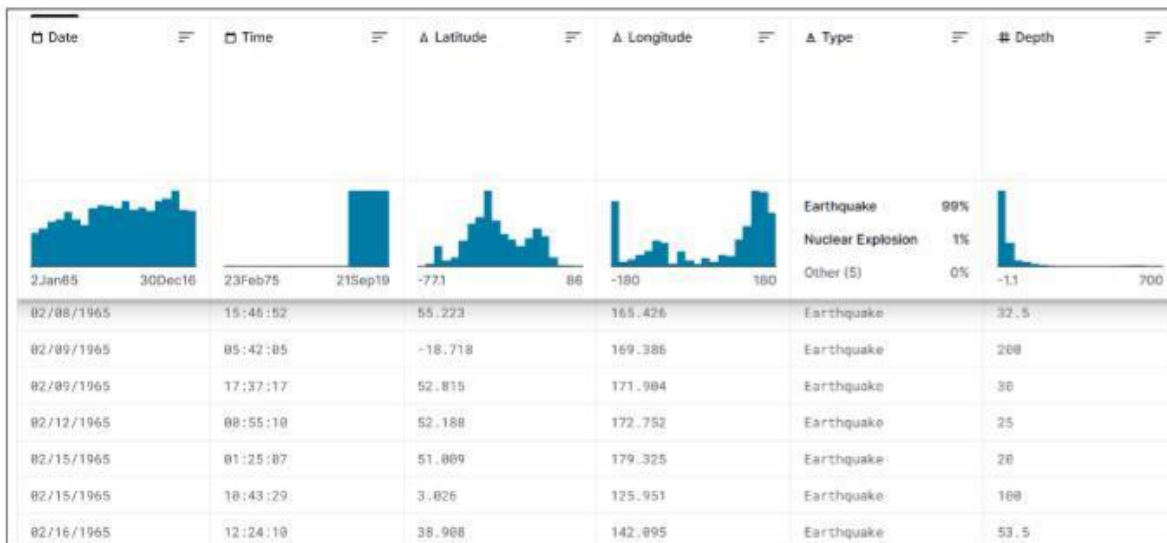 Date Time Latitude Longitude Type # Depth
Earthquake 99%
Nuclear Explosion 1%
Other (5) 0%
2Jan65 30Dec16 23Feb75 21Sep19 -77.1 86 -180 180 -1.1 700
02/08/1965 15:46:52 55.223 165.426 Earthquake 32.5
02/09/1965 05:42:05 -18.718 169.386 Earthquake 200
02/09/1965 17:37:17 52.815 171.904 Earthquake 30
02/12/1965 00:55:10 52.188 172.752 Earthquake 25
02/15/1965 01:25:07 51.009 179.325 Earthquake 20
02/15/1965 10:43:29 3.026 125.951 Earthquake 100
02/16/1965 12:24:10 38.908 142.095 Earthquake 53.5